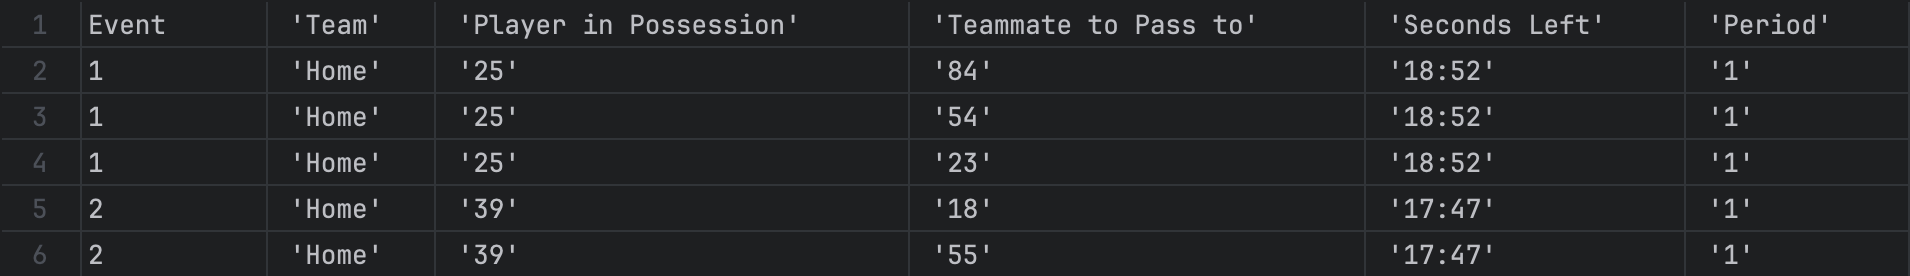 1 Event 'Team' 'Player in Possession' 'Teammate to Pass to' 'Seconds Left' 'Period'
2 1 'Home' '25' '84' '18:52' '1'
3 1 'Home' '25' '54' '18:52' '1'
4 1 'Home' '25' '23' '18:52' '1'
5 2 'Home' '39' '18' '17:47' '1'
6 2 'Home' '39' '55' '17:47' '1'